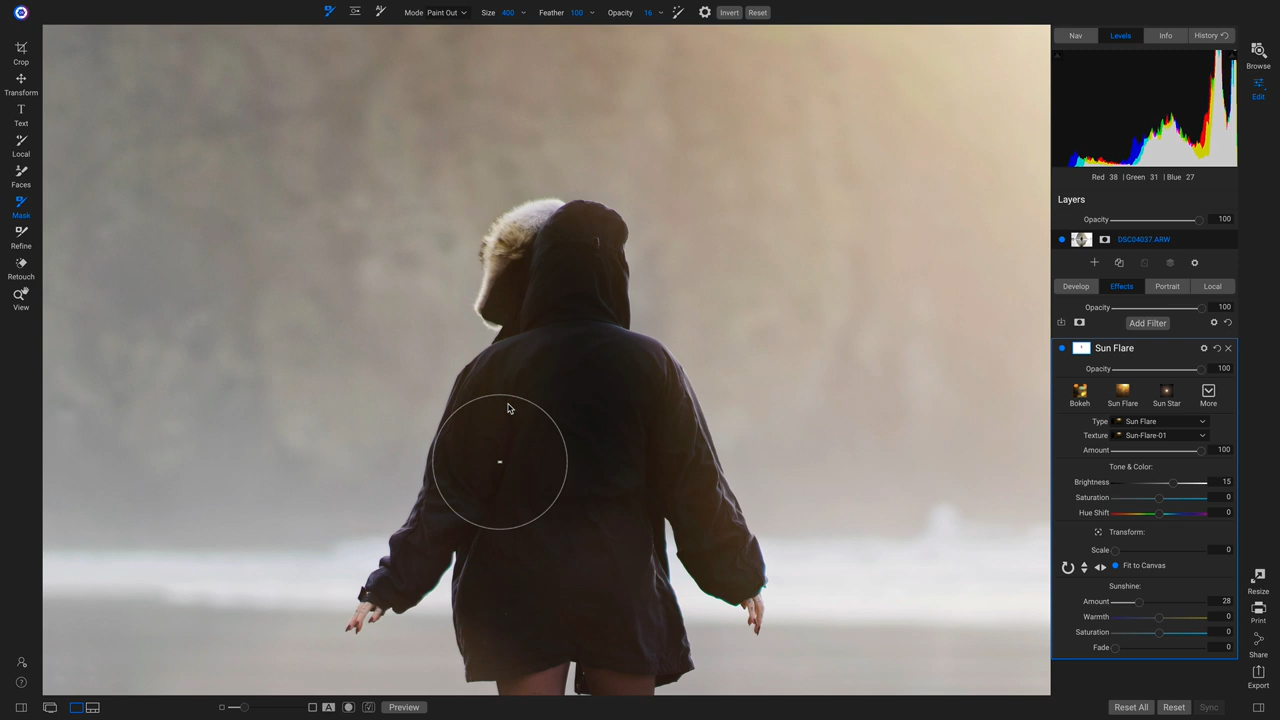 Mode Paint Out Size 400 Feather 100 Opacity 16 Invert Reset
Crop
Transform
Text
Local
Faces
Mask
Refine
Retouch
View
Nav Levels Info History
Browse
Edit
Red 38 | Green 31 | Blue 27
Layers
Opacity 100
DSC04037.ARW
Develop Effects Portrait Local
Opacity 100
Add Filter
Sun Flare
Opacity 100
Bokeh Sun Flare Sun Star More
Type Sun Flare
Texture Sun-Flare-01
Amount 100
Tone & Color:
Brightness 15
Saturation 0
Hue Shift 0
Transform:
Scale 0
Fit to Canvas
Sunshine:
Amount 28
Warmth 0
Saturation 0
Fade 0
Resize
Print
Share
Export
A Preview
Reset All Reset Sync